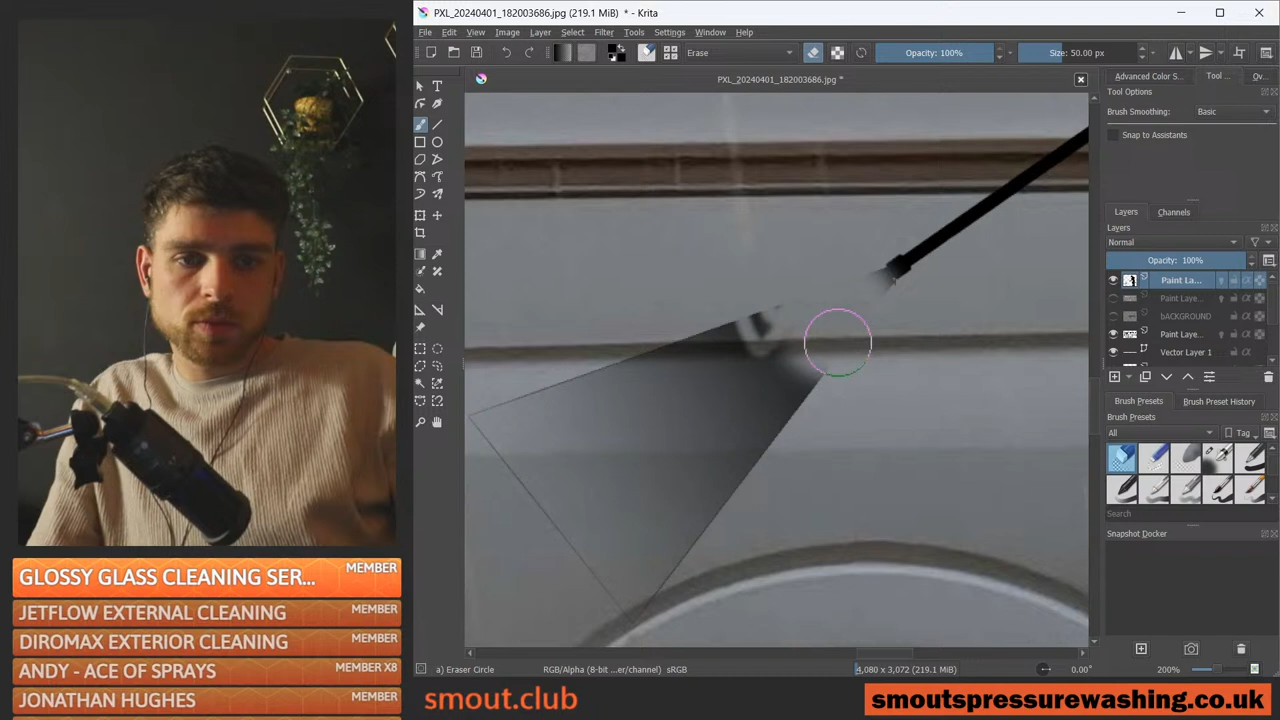 PXL_20240401_182003686.jpg (219.1 MiB) * - Krita
File Edit View Image Layer Select Filter Tools Settings Window Help
Erase
Opacity: 100%
Size: 50.00 px
PXL_20240401_182003686.jpg *
Advanced Color S...
Tool ...
Ov...
Tool Options
Brush Smoothing: Basic
Snap to Assistants
Layers
Channels
Layers
Normal
Opacity: 100%
Paint La...
Paint Laye...
bACKGROUND
Paint Laye...
Vector Layer 1
Brush Presets
Brush Preset History
Brush Presets
All
Tag
Search
Snapshot Docker
a) Eraser Circle
RGB/Alpha (8-bit ...er/channel) sRGB
4,080 x 3,072 (219.1 MiB)
0.00°
200%
GLOSSY GLASS CLEANING SER... MEMBER
JETFLOW EXTERNAL CLEANING MEMBER
DIROMAX EXTERIOR CLEANING MEMBER
ANDY - ACE OF SPRAYS MEMBER X8
JONATHAN HUGHES MEMBER
smout.club
smoutspressurewashing.co.uk